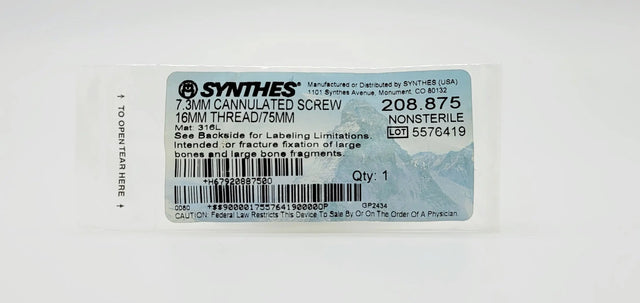 ↑ TO OPEN TEAR HERE ↑
SYNTHES®
Manufactured or Distributed by SYNTHES (USA)
1101 Synthes Avenue, Monument, CO 80132
7.3MM CANNULATED SCREW
16MM THREAD/75MM
208.875
NONSTERILE
LOT 5576419
Mat: 316L
See Backside for Labeling Limitations.
Intended for fracture fixation of large
bones and large bone fragments.
Qty: 1
+H67920887500
GP2434
0080
+$$9000017557641900000P
CAUTION: Federal Law Restricts This Device To Sale By Or On The Order Of A Physician.